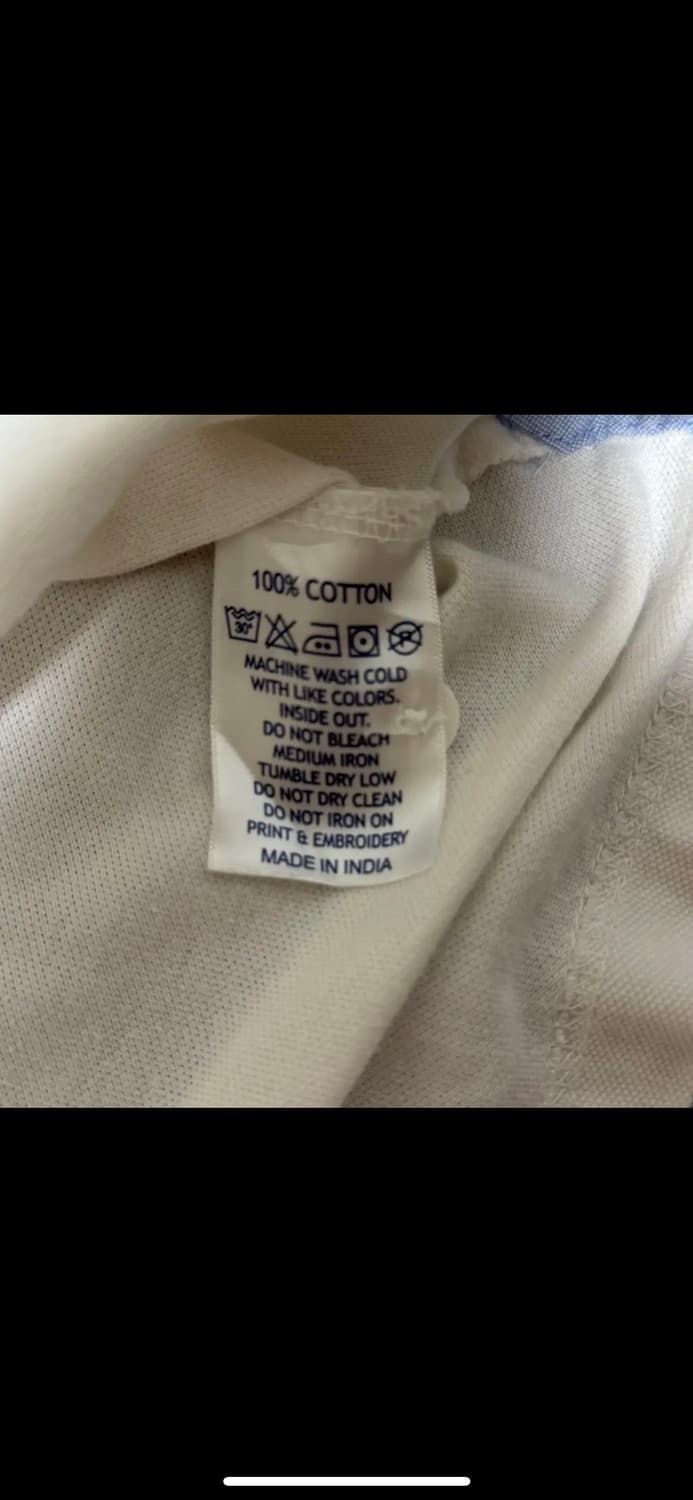 100% COTTON
30°
P
MACHINE WASH COLD
WITH LIKE COLORS.
INSIDE OUT.
DO NOT BLEACH
MEDIUM IRON
TUMBLE DRY LOW
DO NOT DRY CLEAN
DO NOT IRON ON
PRINT & EMBROIDERY
MADE IN INDIA